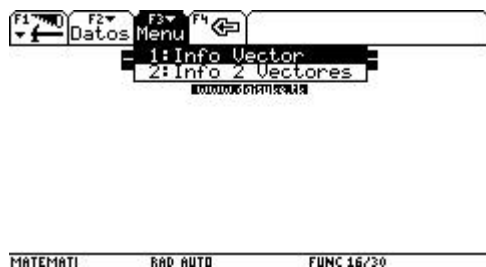 F1 F2 F3 F4
Datos Menu
1:Info Vector
2:Info 2 Vectores
MATEMATI RAD AUTO FUNC 16/30